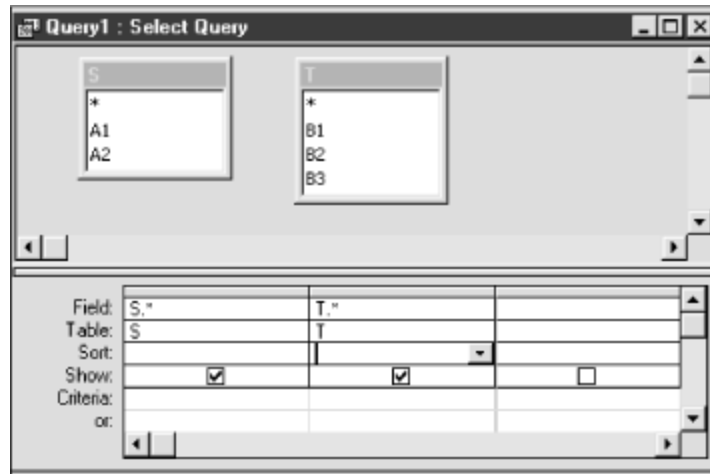 Query1 : Select Query
S
*
A1
A2
T
*
B1
B2
B3
Field: S.* T.*
Table: S T
Sort:
Show:
Criteria:
or: